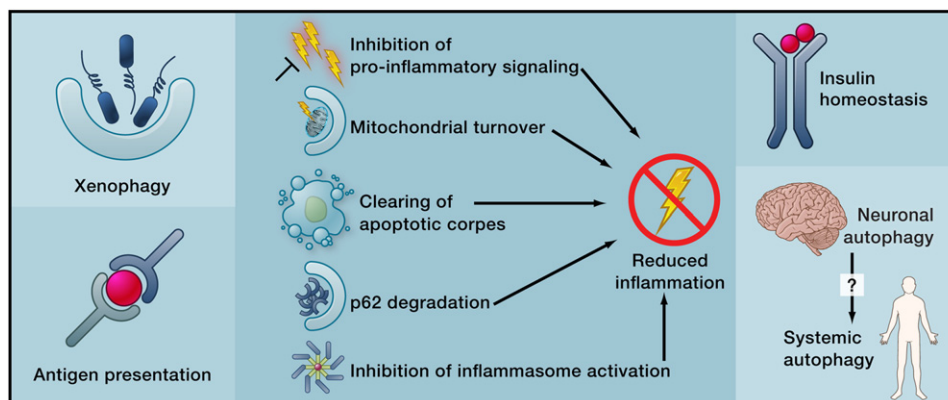 Xenophagy
Antigen presentation
Inhibition of
pro-inflammatory signaling
Mitochondrial turnover
Clearing of
apoptotic corpes
p62 degradation
Inhibition of inflammasome activation
Reduced
inflammation
Insulin
homeostasis
Neuronal
autophagy
?
Systemic
autophagy